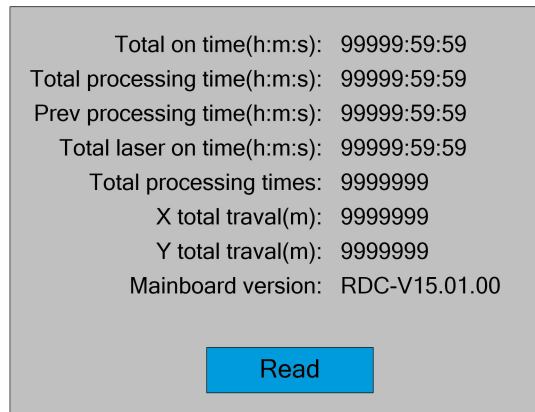 Total on time(h:m:s): 99999:59:59
Total processing time(h:m:s): 99999:59:59
Prev processing time(h:m:s): 99999:59:59
Total laser on time(h:m:s): 99999:59:59
Total processing times: 9999999
X total traval(m): 9999999
Y total traval(m): 9999999
Mainboard version: RDC-V15.01.00
Read